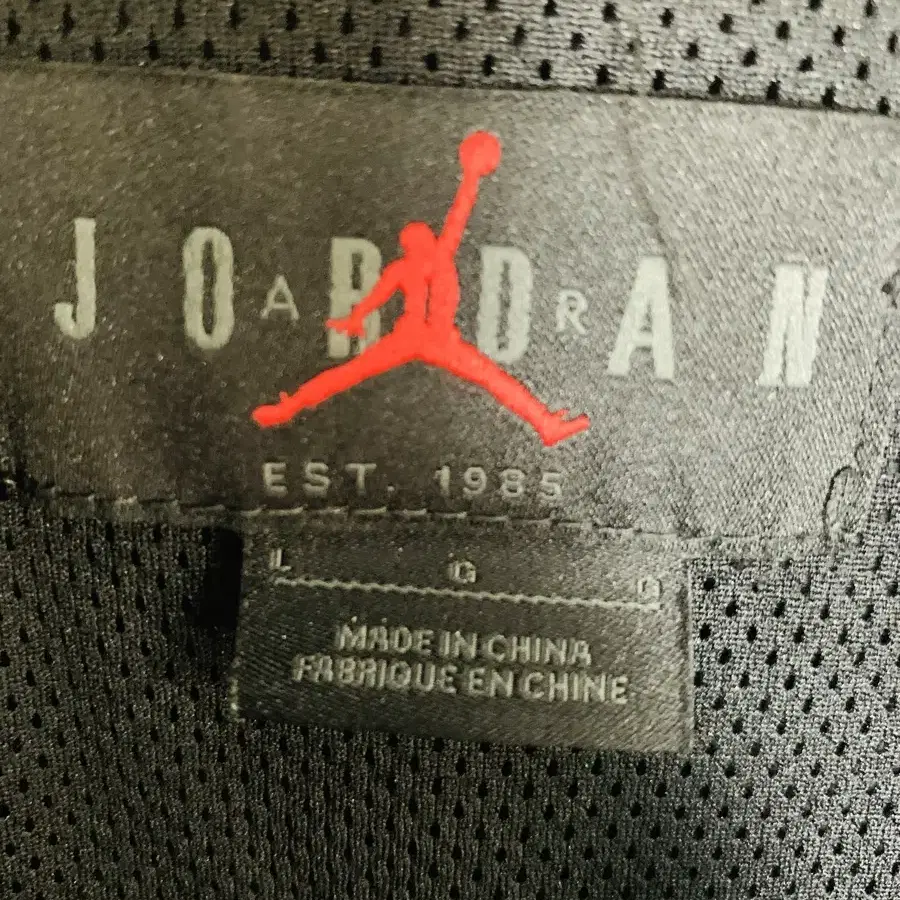 JORDAN
A R
EST. 1985
L G G
MADE IN CHINA
FABRIQUE EN CHINE